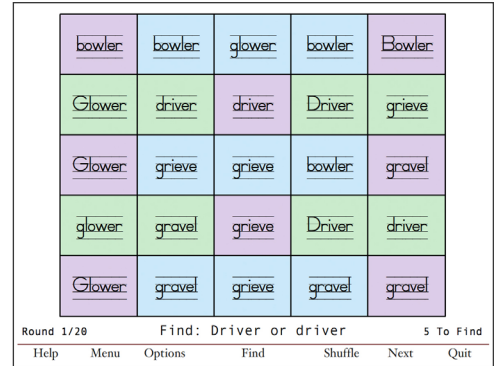 bowler bowler glower bowler Bowler
Glower driver driver Driver grieve
Glower grieve grieve bowler gravel
glower gravel grieve Driver driver
Glower gravel grieve gravel gravel
Round 1/20 Find: Driver or driver 5 To Find
Help Menu Options Find Shuffle Next Quit